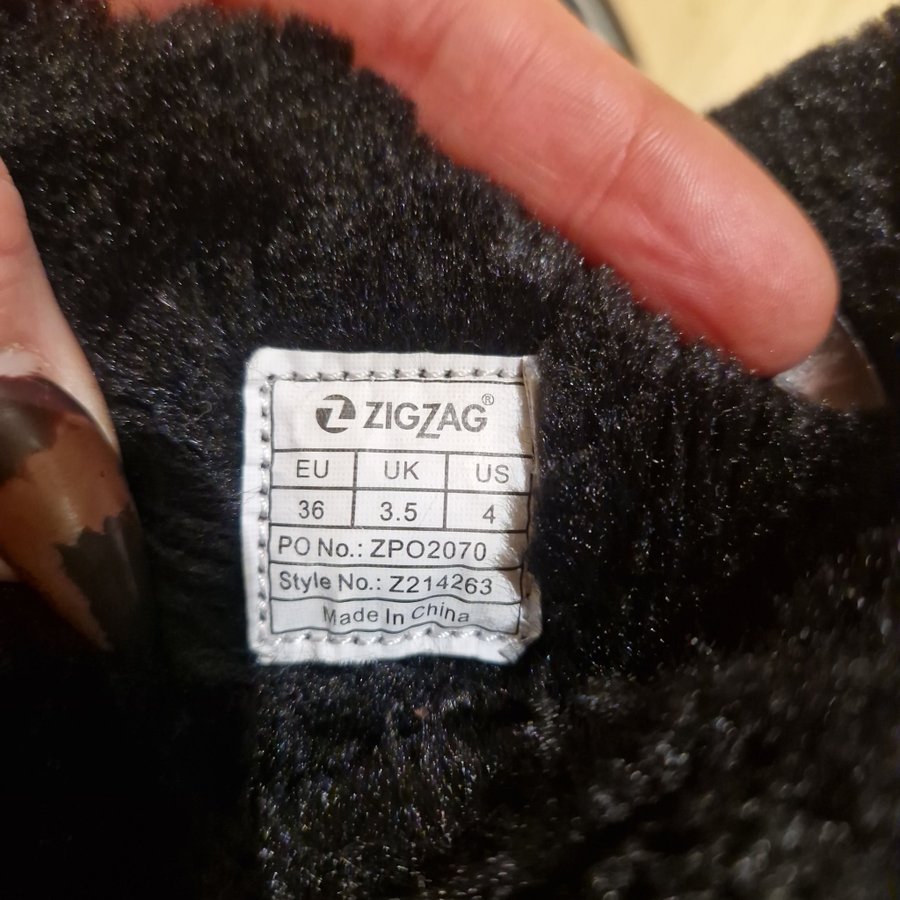 ZIGZAG®
EU UK US
36 3.5 4
PO No.: ZPO2070
Style No.: Z214263
Made In China